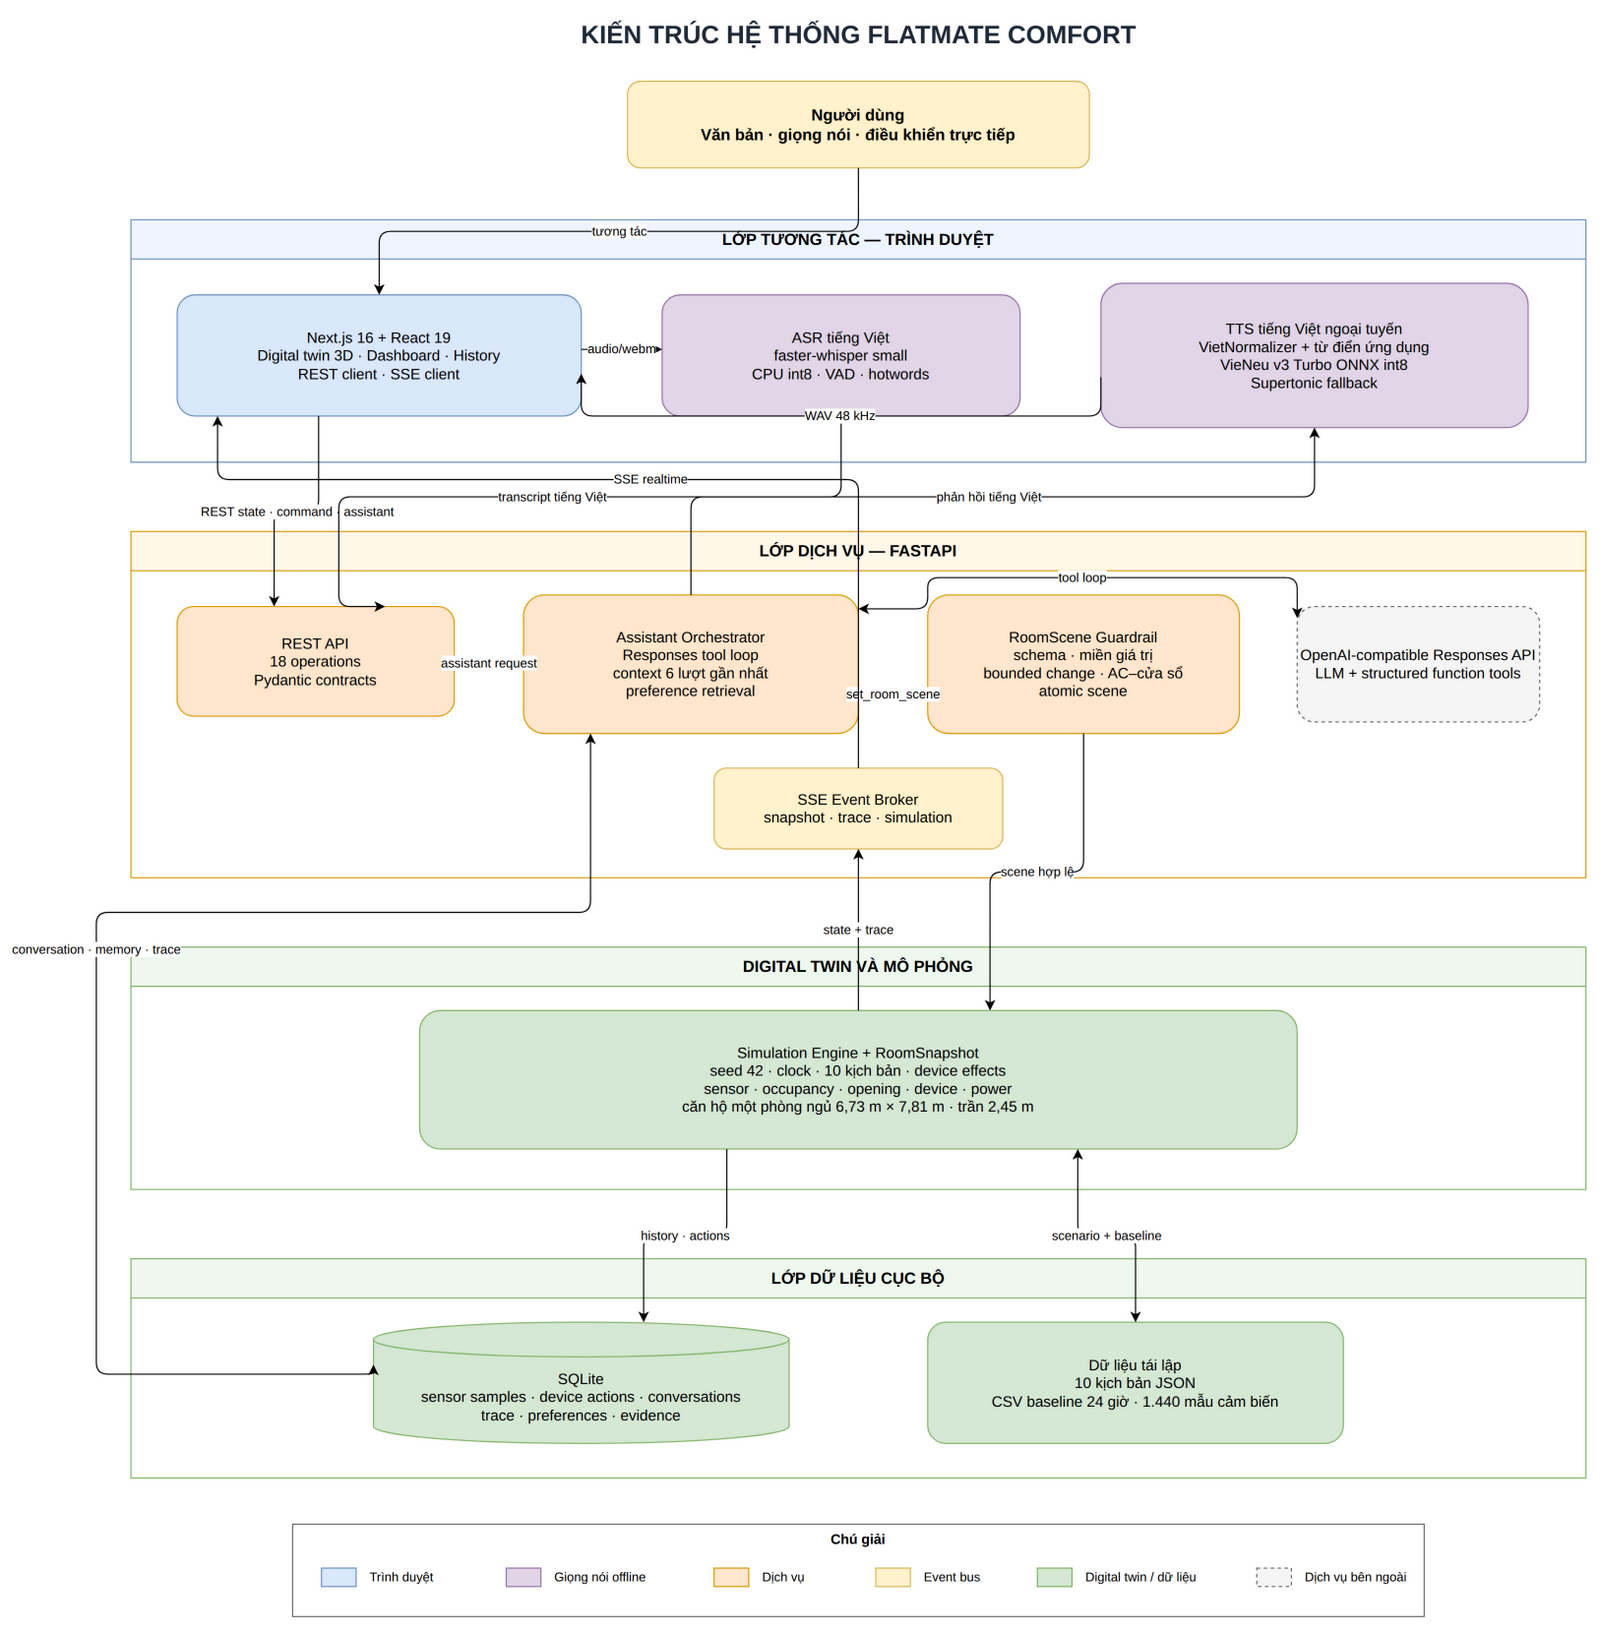 KIẾN TRÚC HỆ THỐNG FLATMATE COMFORT
Người dùng
Văn bản · giọng nói · điều khiển trực tiếp
tương tác
LỚP TƯƠNG TÁC — TRÌNH DUYỆT
Next.js 16 + React 19
Digital twin 3D · Dashboard · History
REST client · SSE client
audio/webm
ASR tiếng Việt
faster-whisper small
CPU int8 · VAD · hotwords
TTS tiếng Việt ngoại tuyến
VietNormalizer + từ điển ứng dụng
VieNeu v3 Turbo ONNX int8
Supertonic fallback
WAV 48 kHz
SSE realtime
transcript tiếng Việt
phản hồi tiếng Việt
REST state · command · assistant
LỚP DỊCH VỤ — FASTAPI
tool loop
REST API
18 operations
Pydantic contracts
assistant request
Assistant Orchestrator
Responses tool loop
context 6 lượt gần nhất
preference retrieval
set_room_scene
RoomScene Guardrail
schema · miền giá trị
bounded change · AC–cửa sổ
atomic scene
OpenAI-compatible Responses API
LLM + structured function tools
SSE Event Broker
snapshot · trace · simulation
scene hợp lệ
state + trace
conversation · memory · trace
DIGITAL TWIN VÀ MÔ PHỎNG
Simulation Engine + RoomSnapshot
seed 42 · clock · 10 kịch bản · device effects
sensor · occupancy · opening · device · power
căn hộ một phòng ngủ 6,73 m × 7,81 m · trần 2,45 m
history · actions
scenario + baseline
LỚP DỮ LIỆU CỤC BỘ
SQLite
sensor samples · device actions · conversations
trace · preferences · evidence
Dữ liệu tái lập
10 kịch bản JSON
CSV baseline 24 giờ · 1.440 mẫu cảm biến
Chú giải
Trình duyệt
Giọng nói offline
Dịch vụ
Event bus
Digital twin / dữ liệu
Dịch vụ bên ngoài